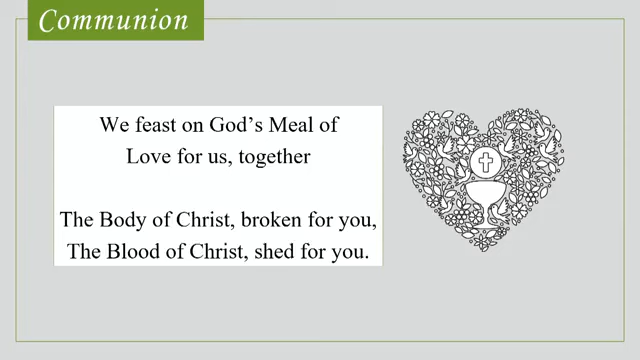 Communion
We feast on God’s Meal of
Love for us, together
The Body of Christ, broken for you,
The Blood of Christ, shed for you.